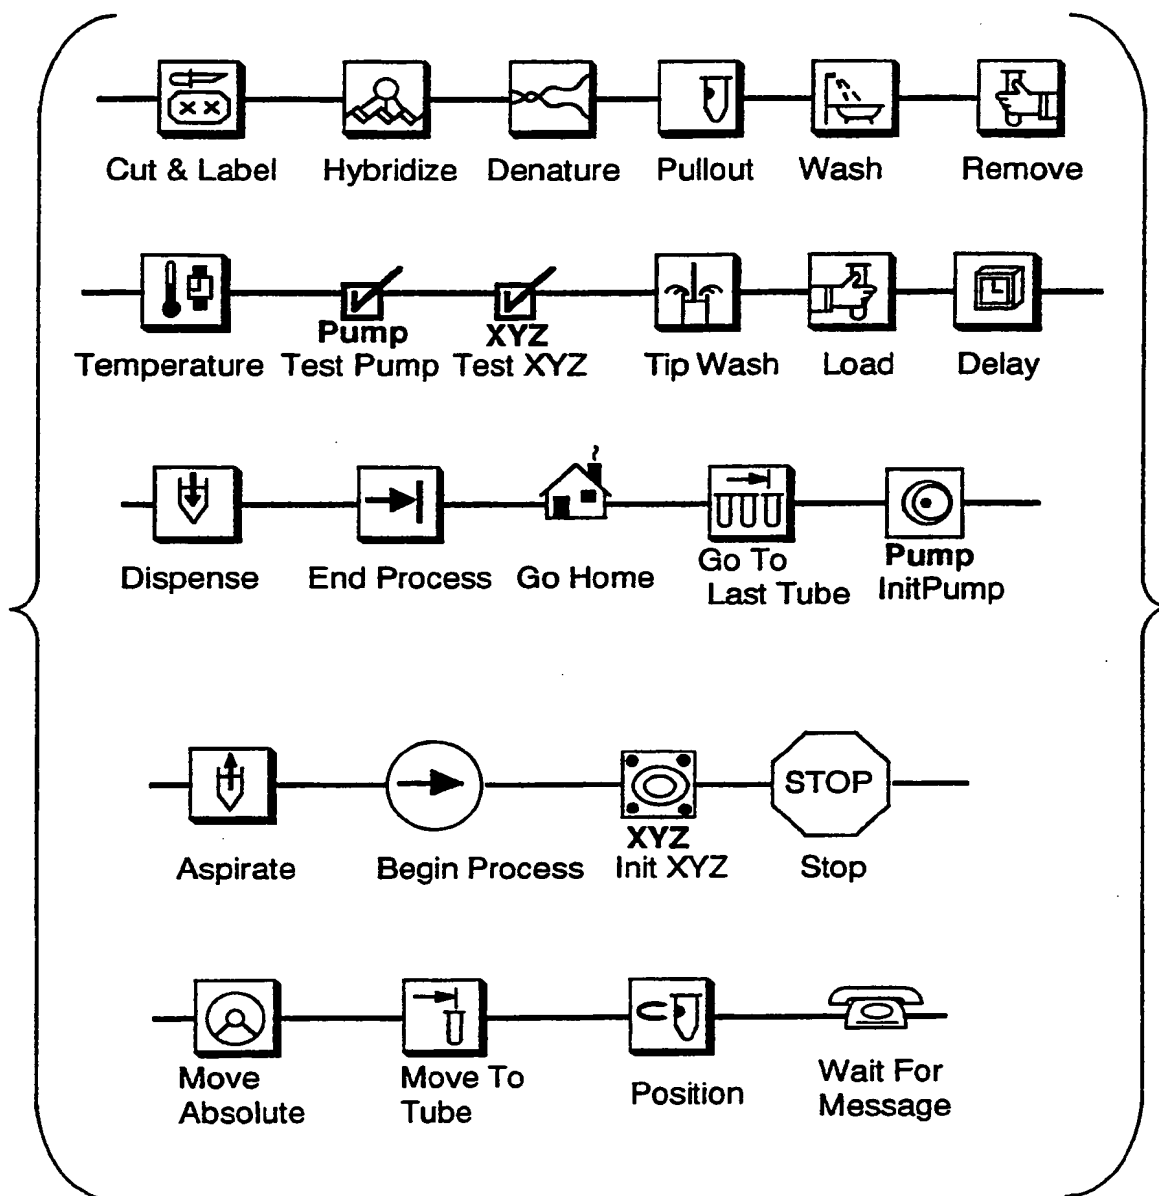 Cut & Label Hybridize Denature Pullout Wash Remove
Pump XYZ
Temperature Test Pump Test XYZ Tip Wash Load Delay
Dispense End Process Go Home Go To Last Tube Pump InitPump
STOP
XYZ
Aspirate Begin Process Init XYZ Stop
Move Absolute
Move To Tube
Position
Wait For Message